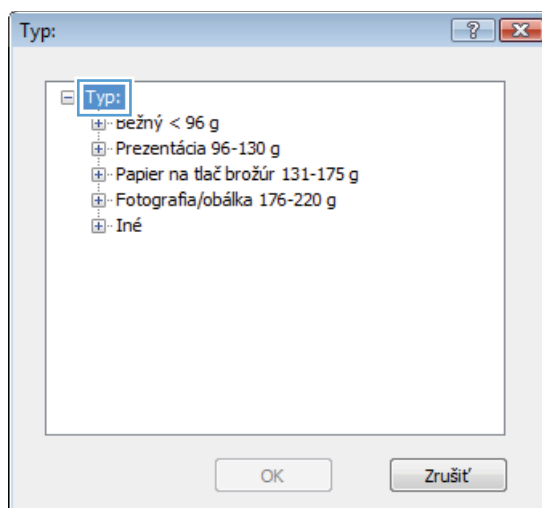 Typ:
Typ:
Bežný < 96 g
Prezentácia 96-130 g
Papier na tlač brožúr 131-175 g
Fotografia/obálka 176-220 g
Iné
OK
Zrušiť